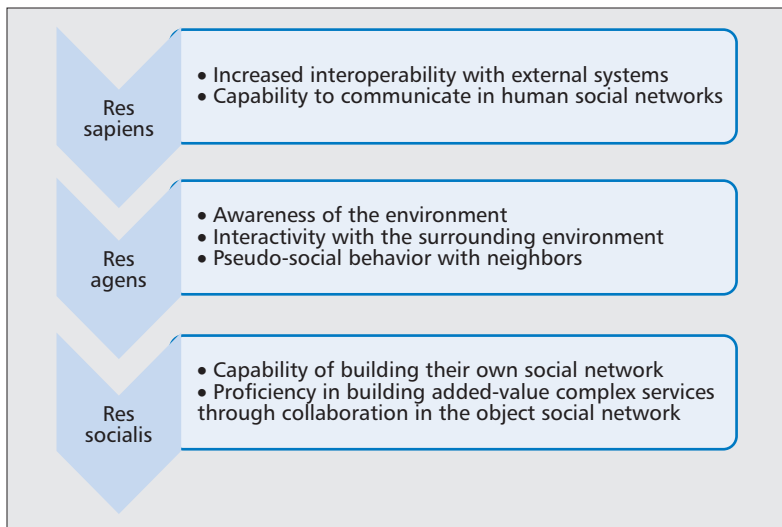 Res
sapiens
• Increased interoperability with external systems
• Capability to communicate in human social networks
Res
agens
• Awareness of the environment
• Interactivity with the surrounding environment
• Pseudo-social behavior with neighbors
Res
socialis
• Capability of building their own social network
• Proficiency in building added-value complex services
through collaboration in the object social network